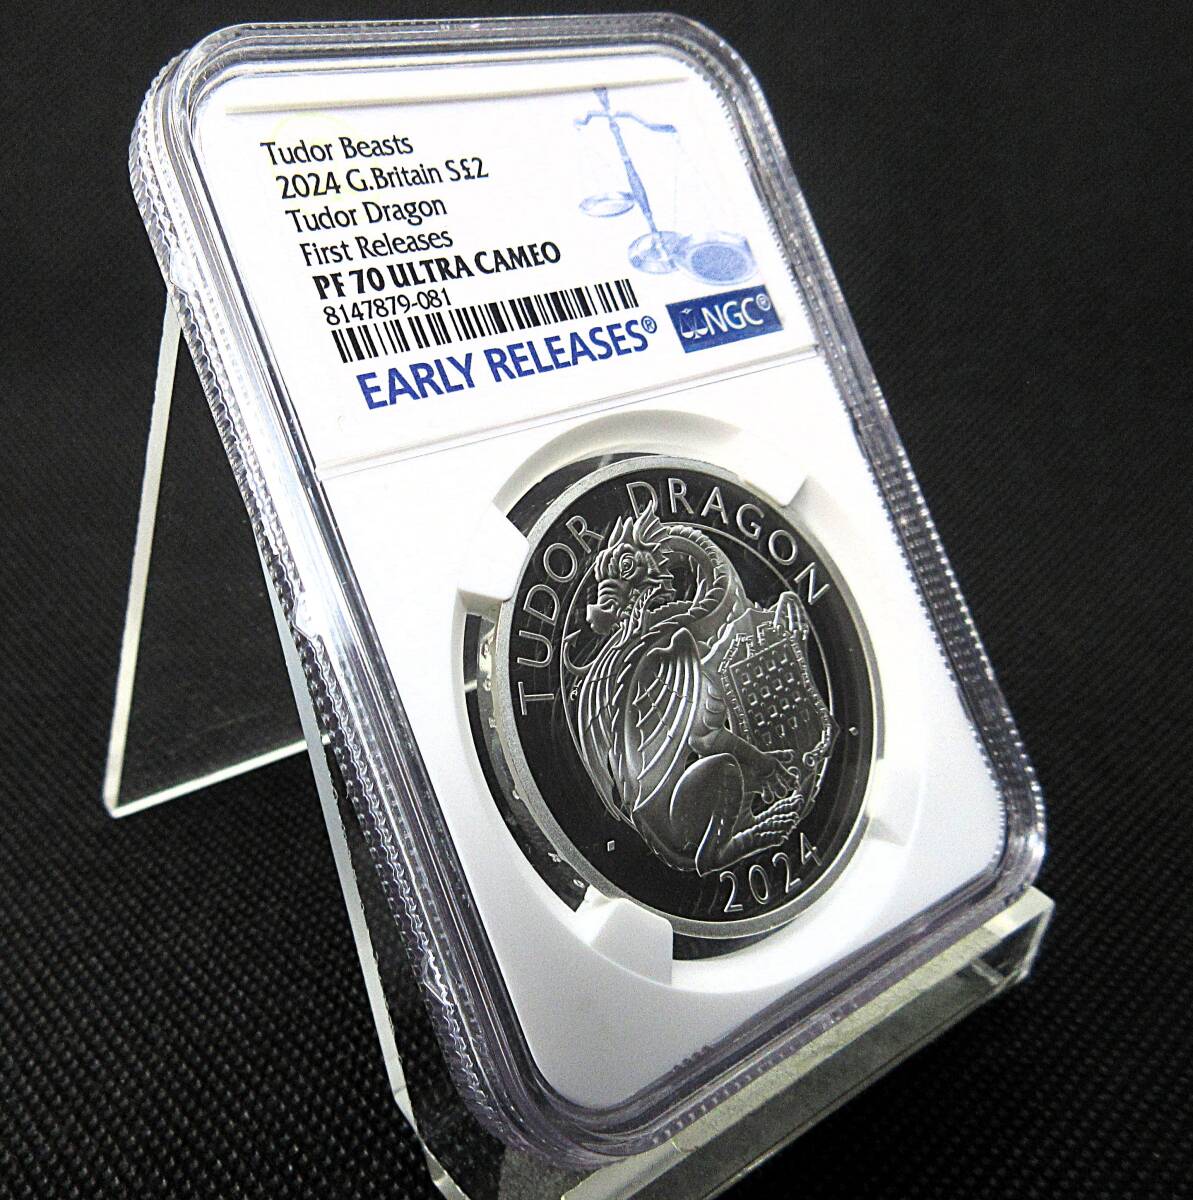 Tudor Beasts
2024 G.Britain S£2
Tudor Dragon
First Releases
PF 70 ULTRA CAMEO
8147879-081
EARLY RELEASES®
NGC®
TUDOR DRAGON
2024